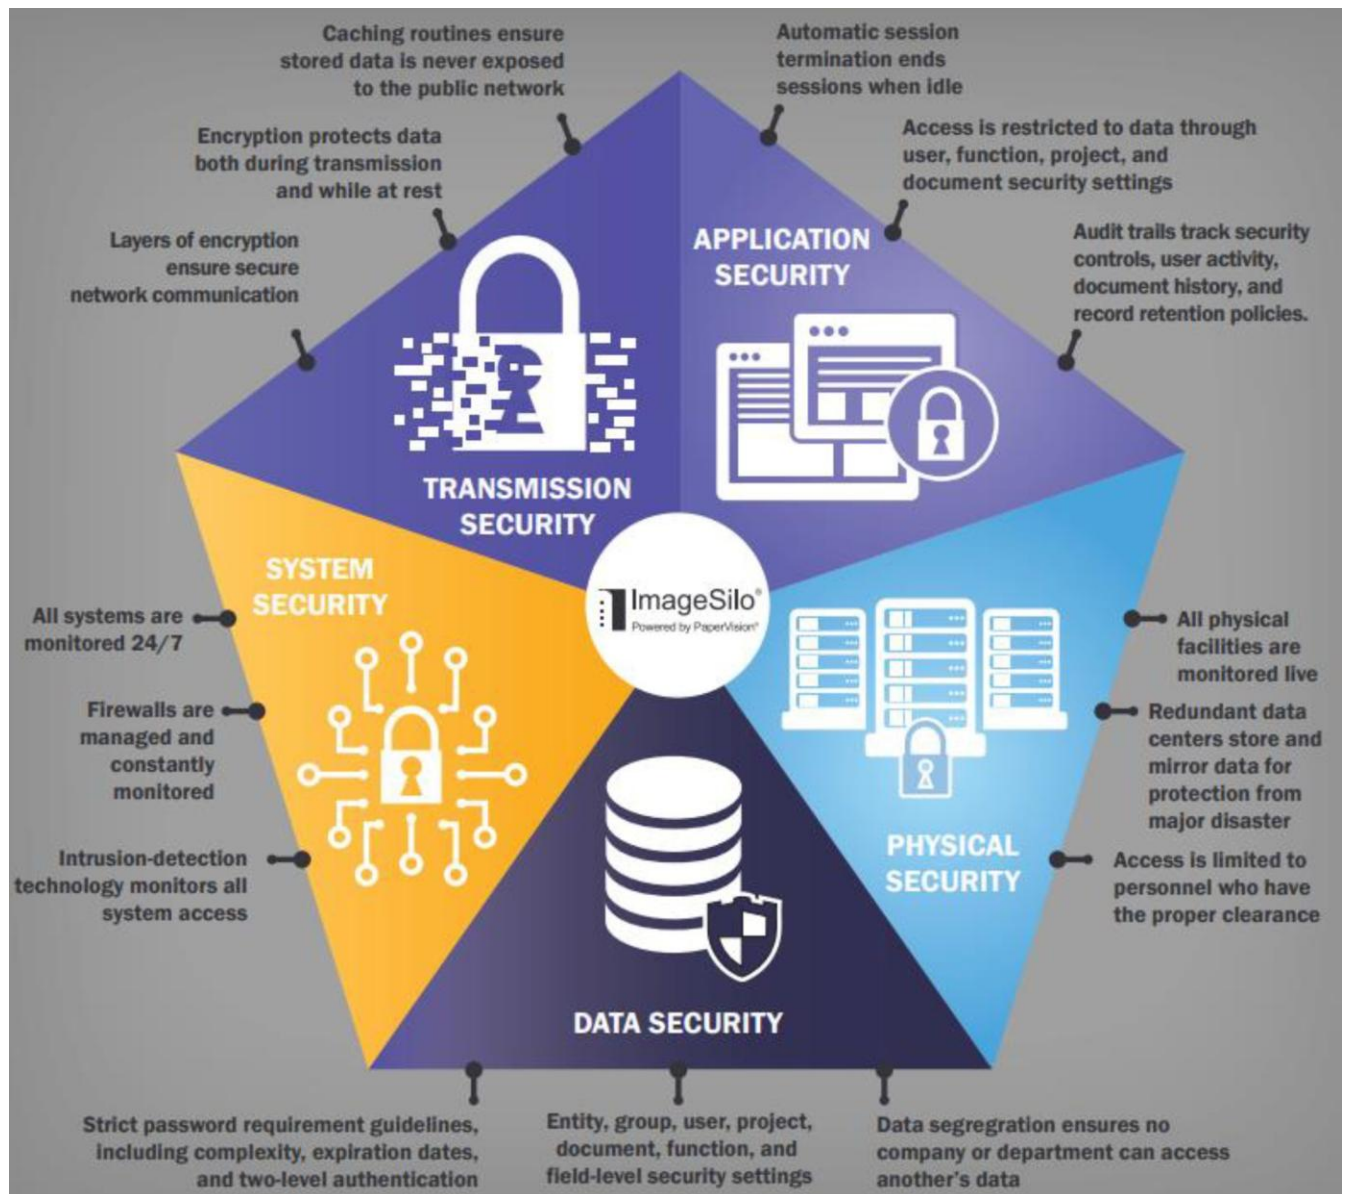 Caching routines ensure
stored data is never exposed
to the public network
Automatic session
termination ends
sessions when idle
Encryption protects data
both during transmission
and while at rest
Access is restricted to data through
user, function, project, and
document security settings
Layers of encryption
ensure secure
network communication
Audit trails track security
controls, user activity,
document history, and
record retention policies.
APPLICATION
SECURITY
TRANSMISSION
SECURITY
SYSTEM
SECURITY
ImageSilo®
Powered by PaperVision®
All systems are
monitored 24/7
Firewalls are
managed and
constantly
monitored
Intrusion-detection
technology monitors all
system access
All physical
facilities are
monitored live
Redundant data
centers store and
mirror data for
protection from
major disaster
Access is limited to
personnel who have
the proper clearance
PHYSICAL
SECURITY
DATA SECURITY
Strict password requirement guidelines,
including complexity, expiration dates,
and two-level authentication
Entity, group, user, project,
document, function, and
field-level security settings
Data segregration ensures no
company or department can access
another's data